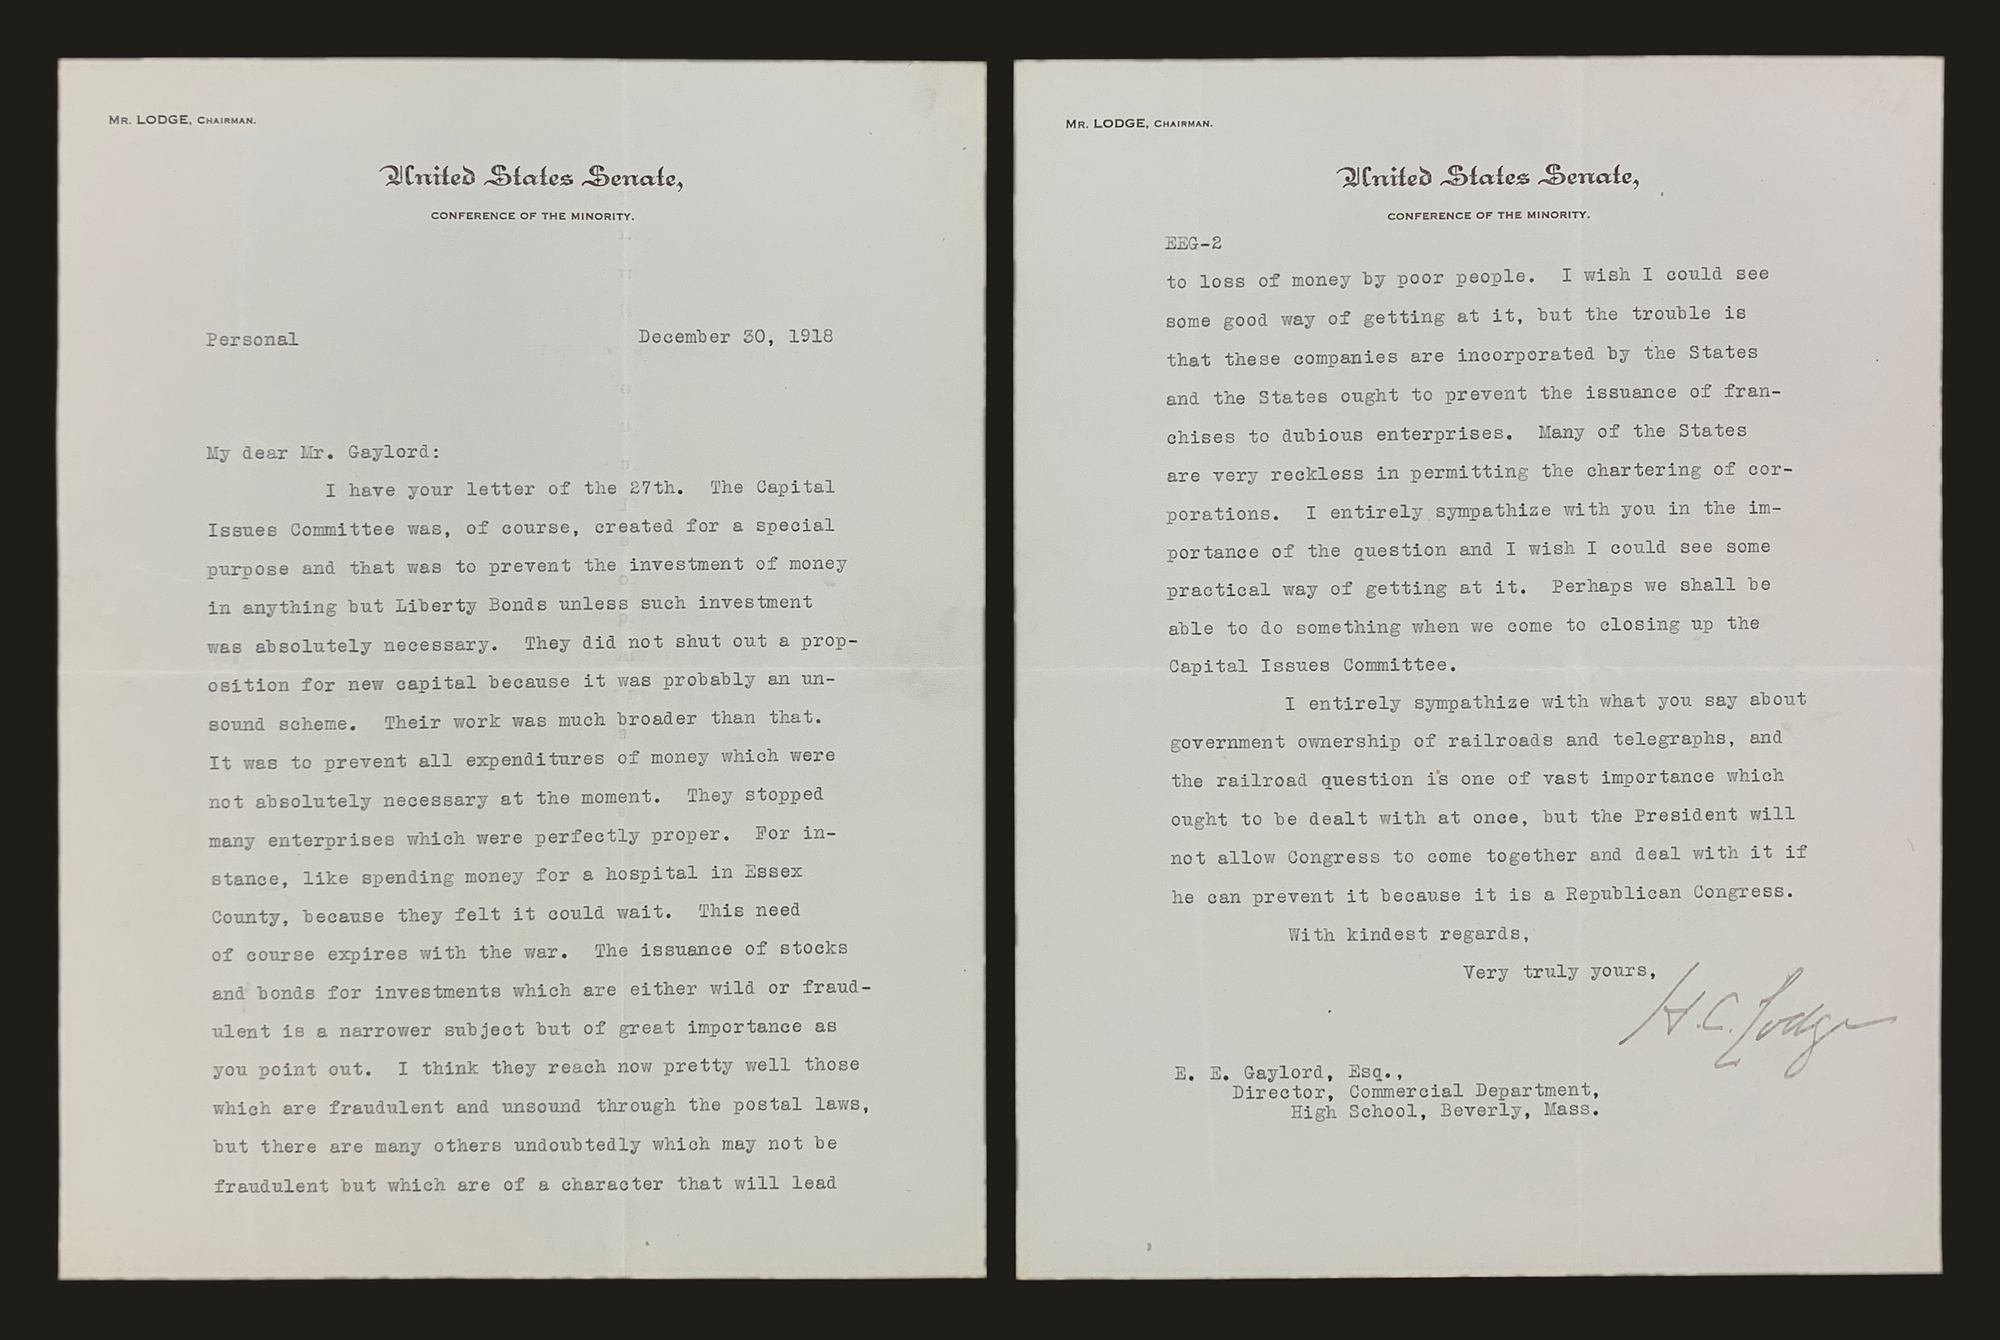 Mr. LODGE, Chairman.
United States Senate,
CONFERENCE OF THE MINORITY.
Personal
December 30, 1918
My dear Mr. Gaylord:
I have your letter of the 27th. The Capital
Issues Committee was, of course, created for a special
purpose and that was to prevent the investment of money
in anything but Liberty Bonds unless such investment
was absolutely necessary. They did not shut out a prop-
osition for new capital because it was probably an un-
sound scheme. Their work was much broader than that.
It was to prevent all expenditures of money which were
not absolutely necessary at the moment. They stopped
many enterprises which were perfectly proper. For in-
stance, like spending money for a hospital in Essex
County, because they felt it could wait. This need
of course expires with the war. The issuance of stocks
and bonds for investments which are either wild or fraud-
ulent is a narrower subject but of great importance as
you point out. I think they reach now pretty well those
which are fraudulent and unsound through the postal laws,
but there are many others undoubtedly which may not be
fraudulent but which are of a character that will lead
Mr. LODGE, Chairman.
United States Senate,
CONFERENCE OF THE MINORITY.
EEG-2
to loss of money by poor people. I wish I could see
some good way of getting at it, but the trouble is
that these companies are incorporated by the States
and the States ought to prevent the issuance of fran-
chises to dubious enterprises. Many of the States
are very reckless in permitting the chartering of cor-
porations. I entirely sympathize with you in the im-
portance of the question and I wish I could see some
practical way of getting at it. Perhaps we shall be
able to do something when we come to closing up the
Capital Issues Committee.
I entirely sympathize with what you say about
government ownership of railroads and telegraphs, and
the railroad question is one of vast importance which
ought to be dealt with at once, but the President will
not allow Congress to come together and deal with it if
he can prevent it because it is a Republican Congress.
With kindest regards,
Very truly yours,
H. C. Lodge
E. E. Gaylord, Esq.,
Director, Commercial Department,
High School, Beverly, Mass.